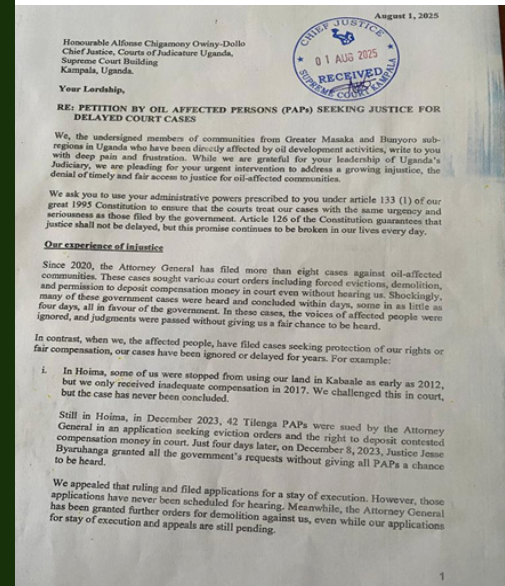 August 1, 2025
CHIEF JUSTICE
01 AUG 2025
RECEIVED
SUPREME COURT KAMPALA
Honourable Alfonse Chigamony Owiny-Dollo
Chief Justice, Courts of Judicature Uganda,
Supreme Court Building
Kampala, Uganda.
Your Lordship,
RE: PETITION BY OIL AFFECTED PERSONS (PAPs) SEEKING JUSTICE FOR
DELAYED COURT CASES
We, the undersigned members of communities from Greater Masaka and Bunyoro sub-
regions in Uganda who have been directly affected by oil development activities, write to you
with deep pain and frustration. While we are grateful for your leadership of Uganda's
Judiciary, we are pleading for your urgent intervention to address a growing injustice, the
denial of timely and fair access to justice for oil-affected communities.
We ask you to use your administrative powers prescribed to you under article 133 (1) of our
great 1995 Constitution to ensure that the courts treat our cases with the same urgency and
seriousness as those filed by the government. Article 126 of the Constitution guarantees that
justice shall not be delayed, but this promise continues to be broken in our lives every day.
Our experience of injustice
Since 2020, the Attorney General has filed more than eight cases against oil-affected
communities. These cases sought various court orders including forced evictions, demolition,
and permission to deposit compensation money in court even without hearing us. Shockingly,
many of these government cases were heard and concluded within days, some in as little as
four days, all in favour of the government. In these cases, the voices of affected people were
ignored, and judgments were passed without giving us a fair chance to be heard.
In contrast, when we, the affected people, have filed cases seeking protection of our rights or
fair compensation, our cases have been ignored or delayed for years. For example:
i. In Hoima, some of us were stopped from using our land in Kabaale as early as 2012,
but we only received inadequate compensation in 2017. We challenged this in court,
but the case has never been concluded.
Still in Hoima, in December 2023, 42 Tilenga PAPs were sued by the Attorney
General in an application seeking eviction orders and the right to deposit contested
compensation money in court. Just four days later, on December 8, 2023, Justice Jesse
Byaruhanga granted all the government's requests without giving all PAPs a chance
to be heard.
We appealed that ruling and filed applications for a stay of execution. However, those
applications have never been scheduled for hearing. Meanwhile, the Attorney General
has been granted further orders for demolition against us, even while our applications
for stay of execution and appeals are still pending.
1